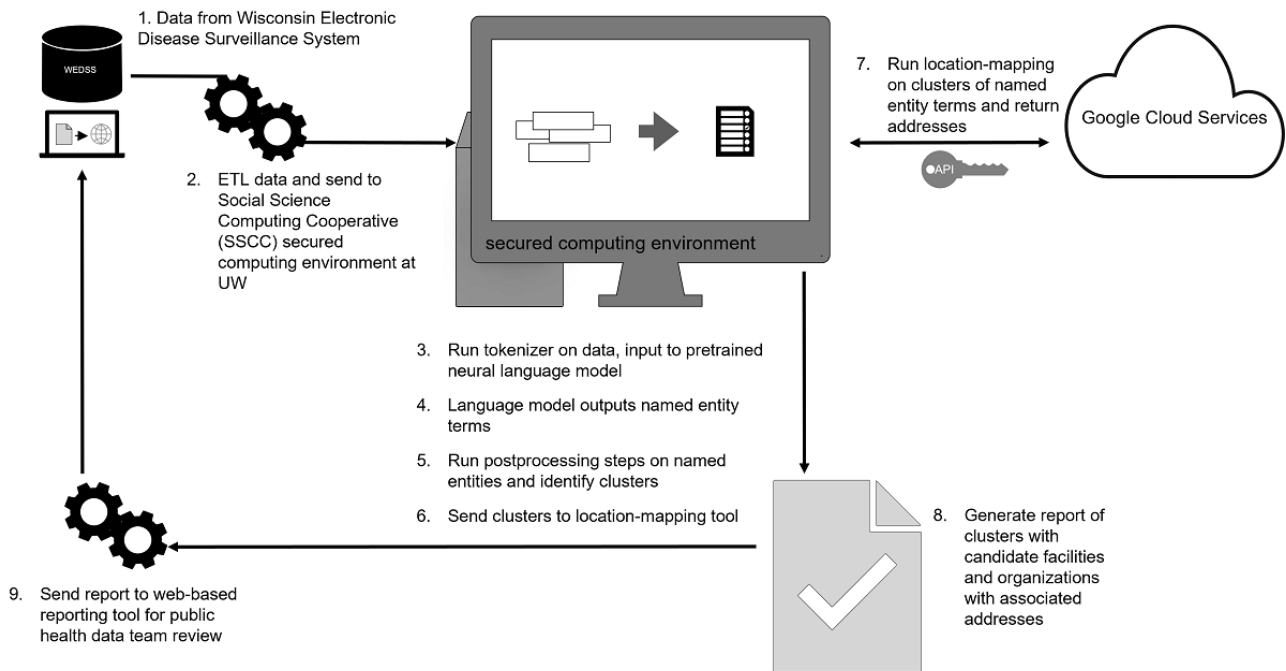 1. Data from Wisconsin Electronic
Disease Surveillance System
WEDSS
2. ETL data and send to
Social Science
Computing Cooperative
(SSCC) secured
computing environment at
UW
secured computing environment
7. Run location-mapping
on clusters of named
entity terms and return
addresses
API
Google Cloud Services
3. Run tokenizer on data, input to pretrained
neural language model
4. Language model outputs named entity
terms
5. Run postprocessing steps on named
entities and identify clusters
6. Send clusters to location-mapping tool
8. Generate report of
clusters with
candidate facilities
and organizations
with associated
addresses
9. Send report to web-based
reporting tool for public
health data team review